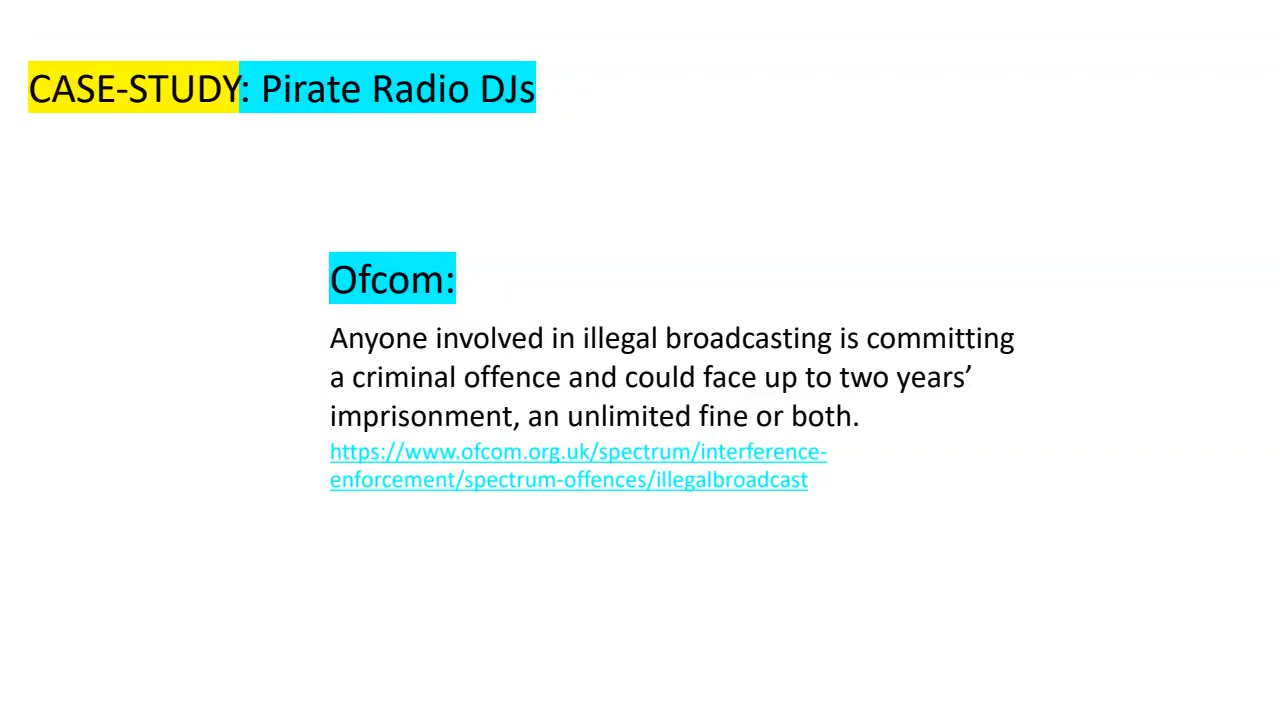 CASE-STUDY: Pirate Radio DJs
Ofcom:
Anyone involved in illegal broadcasting is committing
a criminal offence and could face up to two years’
imprisonment, an unlimited fine or both.
https://www.ofcom.org.uk/spectrum/interference-
enforcement/spectrum-offences/illegalbroadcast